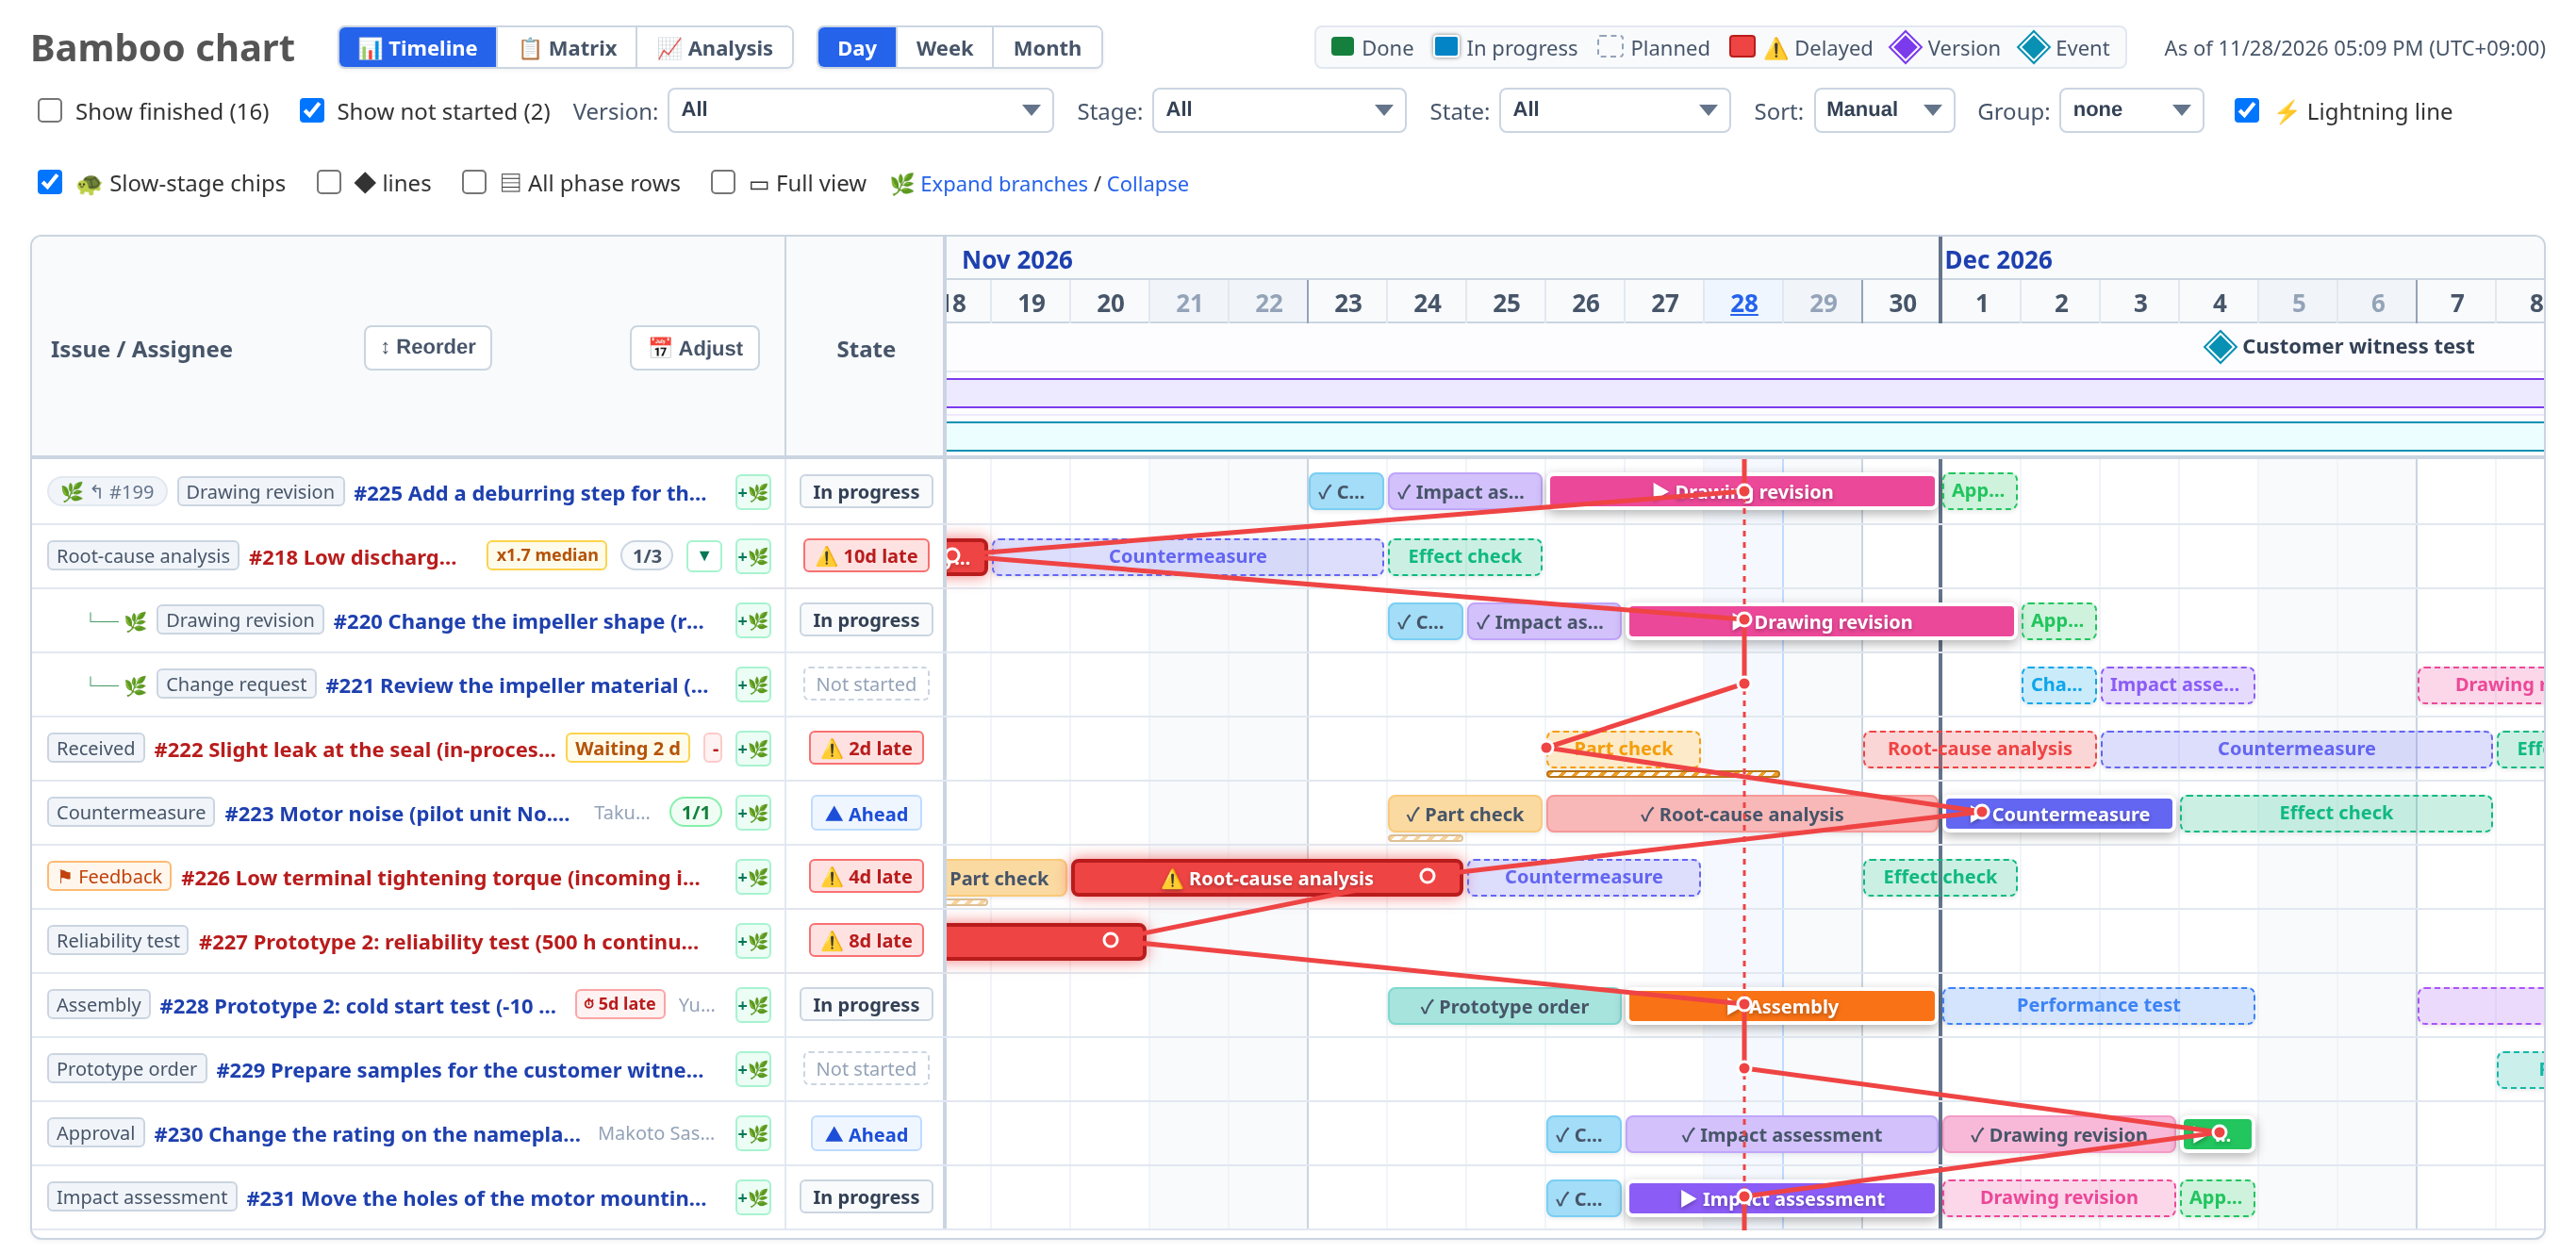 Bamboo chart 📊 Timeline 📋 Matrix 📈 Analysis Day Week Month Done In progress Planned ⚠️ Delayed Version Event As of 11/28/2026 05:09 PM (UTC+09:00)
Show finished (16) Show not started (2) Version: All Stage: All State: All Sort: Manual Group: none ⚡ Lightning line
🐢 Slow-stage chips ◆ lines ▤ All phase rows ▭ Full view 🌿 Expand branches / Collapse
Nov 2026 Dec 2026
18 19 20 21 22 23 24 25 26 27 28 29 30 1 2 3 4 5 6 7 8
Issue / Assignee ↕ Reorder 📅 Adjust State Customer witness test
🌿 ↰ #199 Drawing revision #225 Add a deburring step for th... +🌿 In progress ✓ C... ✓ Impact as... ▶ Drawing revision App...
Root-cause analysis #218 Low discharg... x1.7 median 1/3 ▼ +🌿 ⚠️ 10d late Countermeasure Effect check
└─ 🌿 Drawing revision #220 Change the impeller shape (r... +🌿 In progress ✓ C... ✓ Impact as... ▶ Drawing revision App...
└─ 🌿 Change request #221 Review the impeller material (... +🌿 Not started Cha... Impact asse... Drawing
Received #222 Slight leak at the seal (in-proces... Waiting 2 d - +🌿 ⚠️ 2d late Part check Root-cause analysis Countermeasure Eff
Countermeasure #223 Motor noise (pilot unit No.... Taku... 1/1 +🌿 ▲ Ahead ✓ Part check ✓ Root-cause analysis ▶ Countermeasure Effect check
⚑ Feedback #226 Low terminal tightening torque (incoming i... +🌿 ⚠️ 4d late Part check ⚠️ Root-cause analysis Countermeasure Effect check
Reliability test #227 Prototype 2: reliability test (500 h continu... +🌿 ⚠️ 8d late
Assembly #228 Prototype 2: cold start test (-10 ... ⏱ 5d late Yu... +🌿 In progress ✓ Prototype order ▶ Assembly Performance test
Prototype order #229 Prepare samples for the customer witne... +🌿 Not started
Approval #230 Change the rating on the namepla... Makoto Sas... +🌿 ▲ Ahead ✓ C... ✓ Impact assessment ✓ Drawing revision ▶
Impact assessment #231 Move the holes of the motor mountin... +🌿 In progress ✓ C... ▶ Impact assessment Drawing revision App...